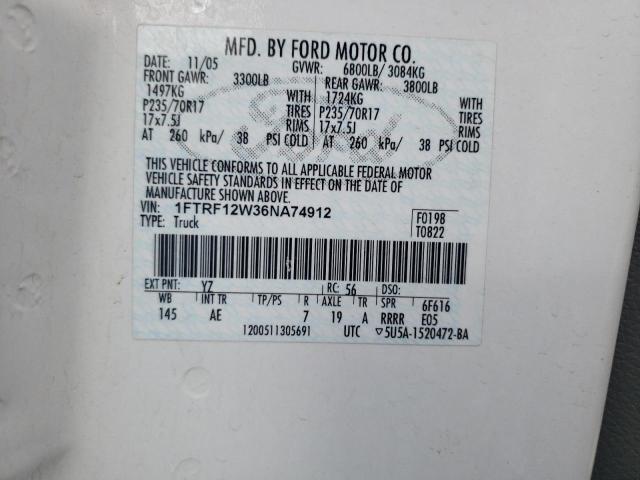 MFD. BY FORD MOTOR CO.
DATE: 11/05 GVWR: 6800LB/ 3084KG
FRONT GAWR: 3300LB REAR GAWR: 3800LB
1497KG WITH 1724KG WITH
P235/70R17 TIRES P235/70R17 TIRES
17x7.5J RIMS 17x7.5J RIMS
AT 260 kPa/ 38 PSI COLD AT 260 kPa/ 38 PSI COLD
Ford
THIS VEHICLE CONFORMS TO ALL APPLICABLE FEDERAL MOTOR
VEHICLE SAFETY STANDARDS IN EFFECT ON THE DATE OF
MANUFACTURE SHOWN ABOVE.
VIN: 1FTRF12W36NA74912 F0198
TYPE: Truck T0822
EXT PNT: YZ RC: 56 DSO:
WB INT TR TP/PS R AXLE TR SPR 6F616
145 AE 7 19 A RRRR E05
1200511305691 UTC ▽5U5A-1520472-BA